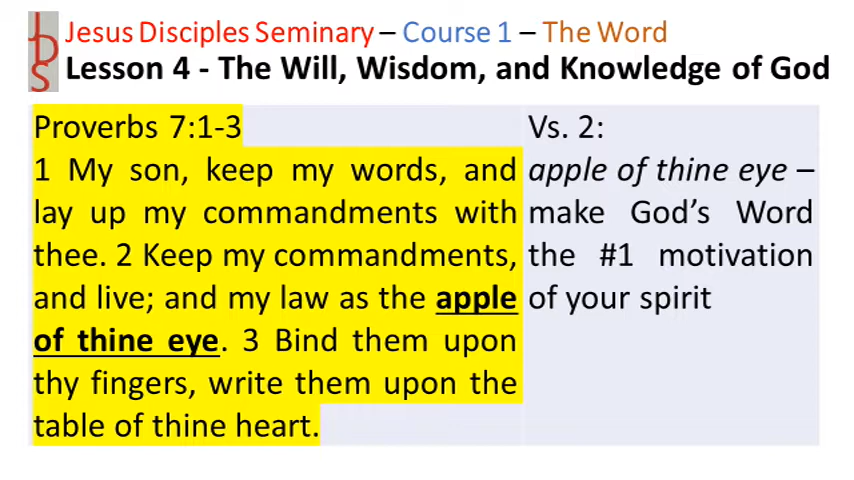 JDS
Jesus Disciples Seminary – Course 1 – The Word
Lesson 4 - The Will, Wisdom, and Knowledge of God
Proverbs 7:1-3
1 My son, keep my words, and
lay up my commandments with
thee. 2 Keep my commandments,
and live; and my law as the apple
of thine eye. 3 Bind them upon
thy fingers, write them upon the
table of thine heart.
Vs. 2:
apple of thine eye –
make God's Word
the #1 motivation
of your spirit